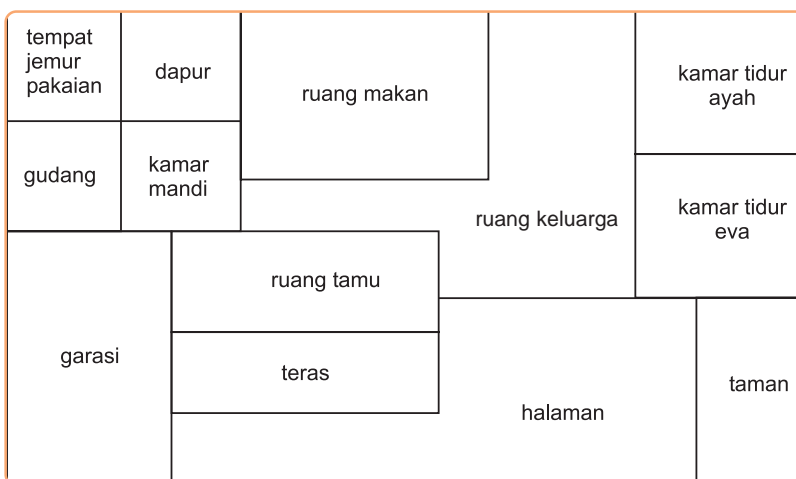 tempat
jemur
pakaian
dapur
ruang makan
kamar tidur
ayah
gudang
kamar
mandi
ruang keluarga
kamar tidur
eva
ruang tamu
garasi
teras
halaman
taman